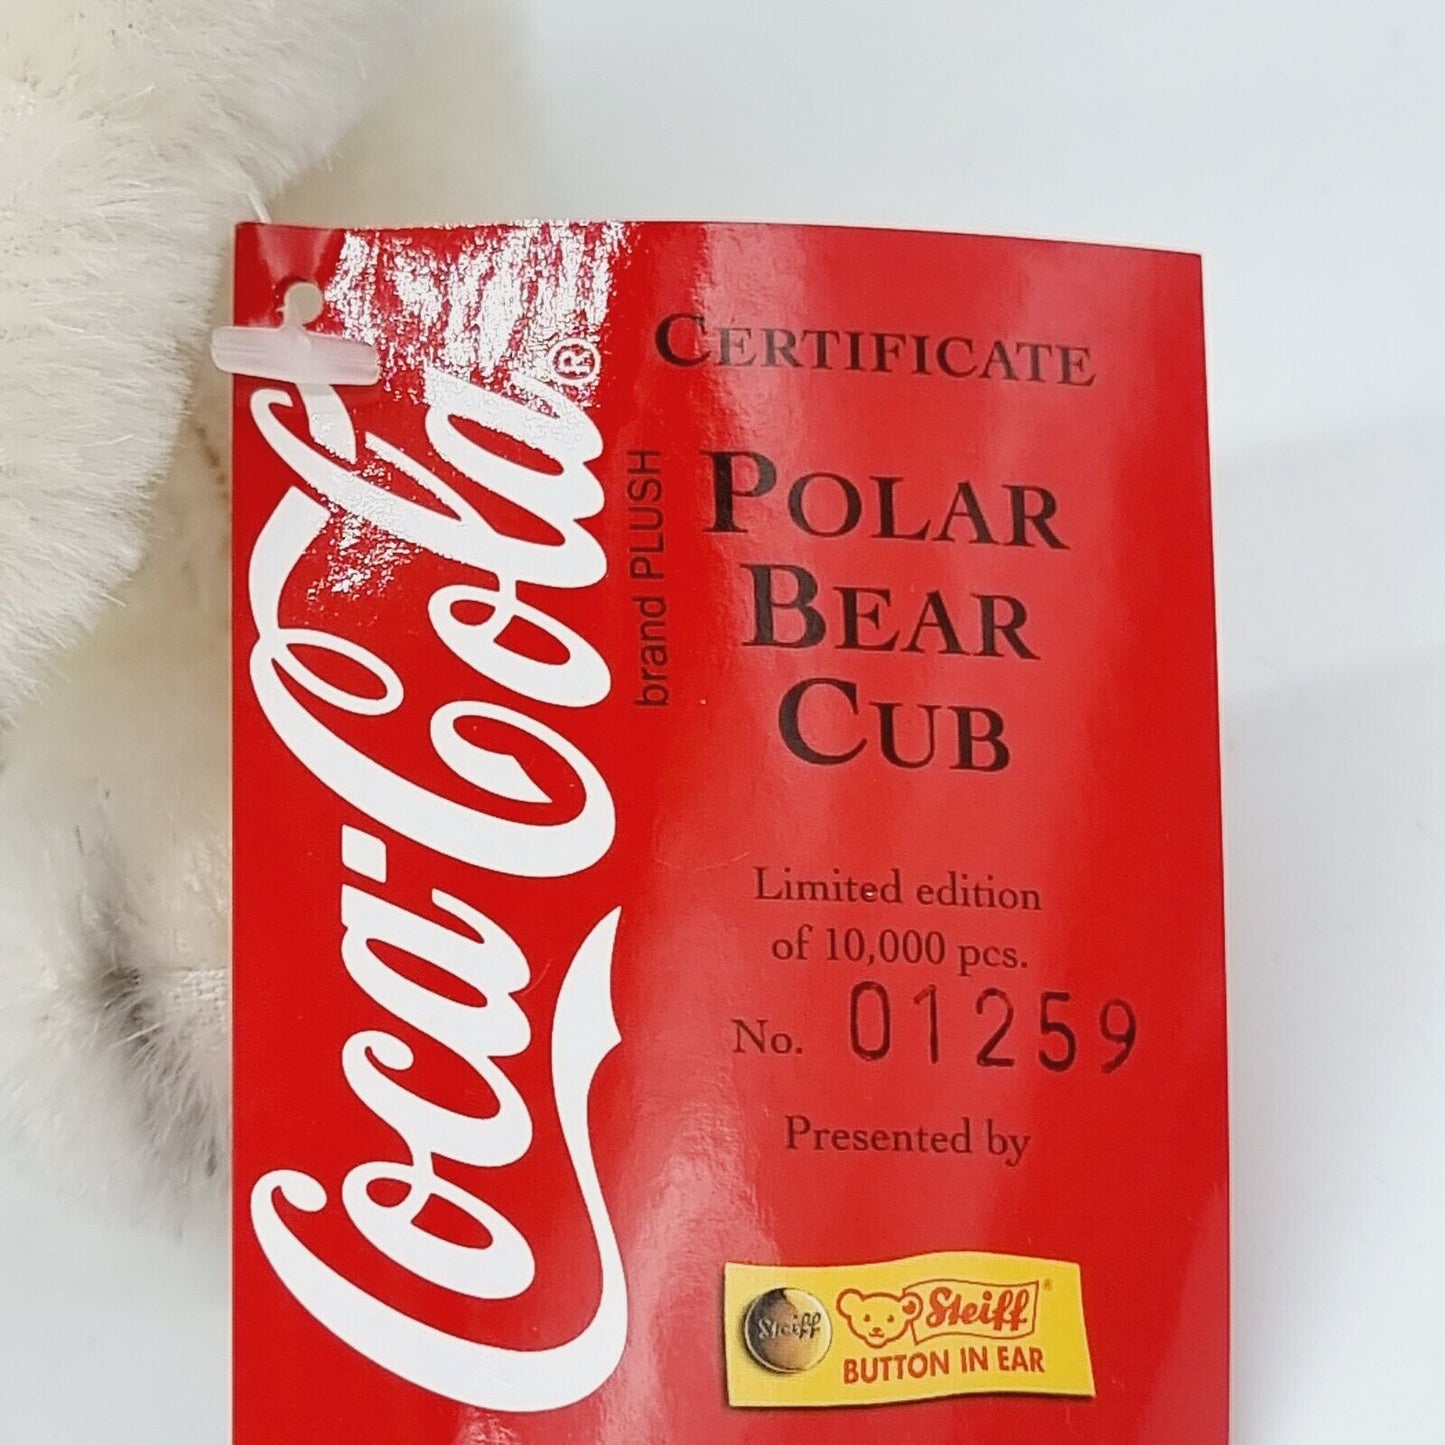 Coca-Cola®
brand PLUSH
CERTIFICATE
POLAR
BEAR
CUB
Limited edition
of 10,000 pcs.
No. 01259
Presented by
Steiff
Steiff®
BUTTON IN EAR